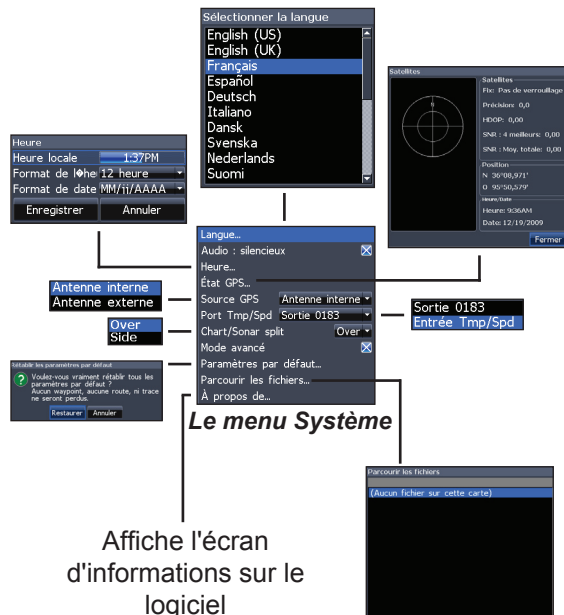 Sélectionner la langue
English (US)
English (UK)
Français
Español
Deutsch
Italiano
Dansk
Svenska
Nederlands
Suomi
Satellites
N
Satellites
Fix: Pas de verrouillage
Précision: 0,0
HDOP: 0,00
SNR : 4 meilleurs: 0,00
SNR : Moy. totale: 0,00
Position
N 36°08,971'
O 95°50,579'
Heure/Date
Heure: 9:36AM
Date: 12/19/2009
Fermer
Heure
Heure locale 1:37PM
Format de l�he 12 heure
Format de date MM/jj/AAAA
Enregistrer Annuler
Langue...
Audio : silencieux
Heure...
État GPS...
Source GPS Antenne interne
Port Tmp/Spd Sortie 0183
Chart/Sonar split Over
Mode avancé
Paramètres par défaut...
Parcourir les fichiers...
À propos de...
Antenne interne
Antenne externe
Over
Side
Sortie 0183
Entrée Tmp/Spd
Rétablir les paramètres par défaut
Voulez-vous vraiment rétablir tous les
paramètres par défaut ?
Aucun waypoint, aucune route, ni trace
ne seront perdus.
Restaurer Annuler
Le menu Système
Parcourir les fichiers
(Aucun fichier sur cette carte)
Affiche l'écran
d'informations sur le
logiciel